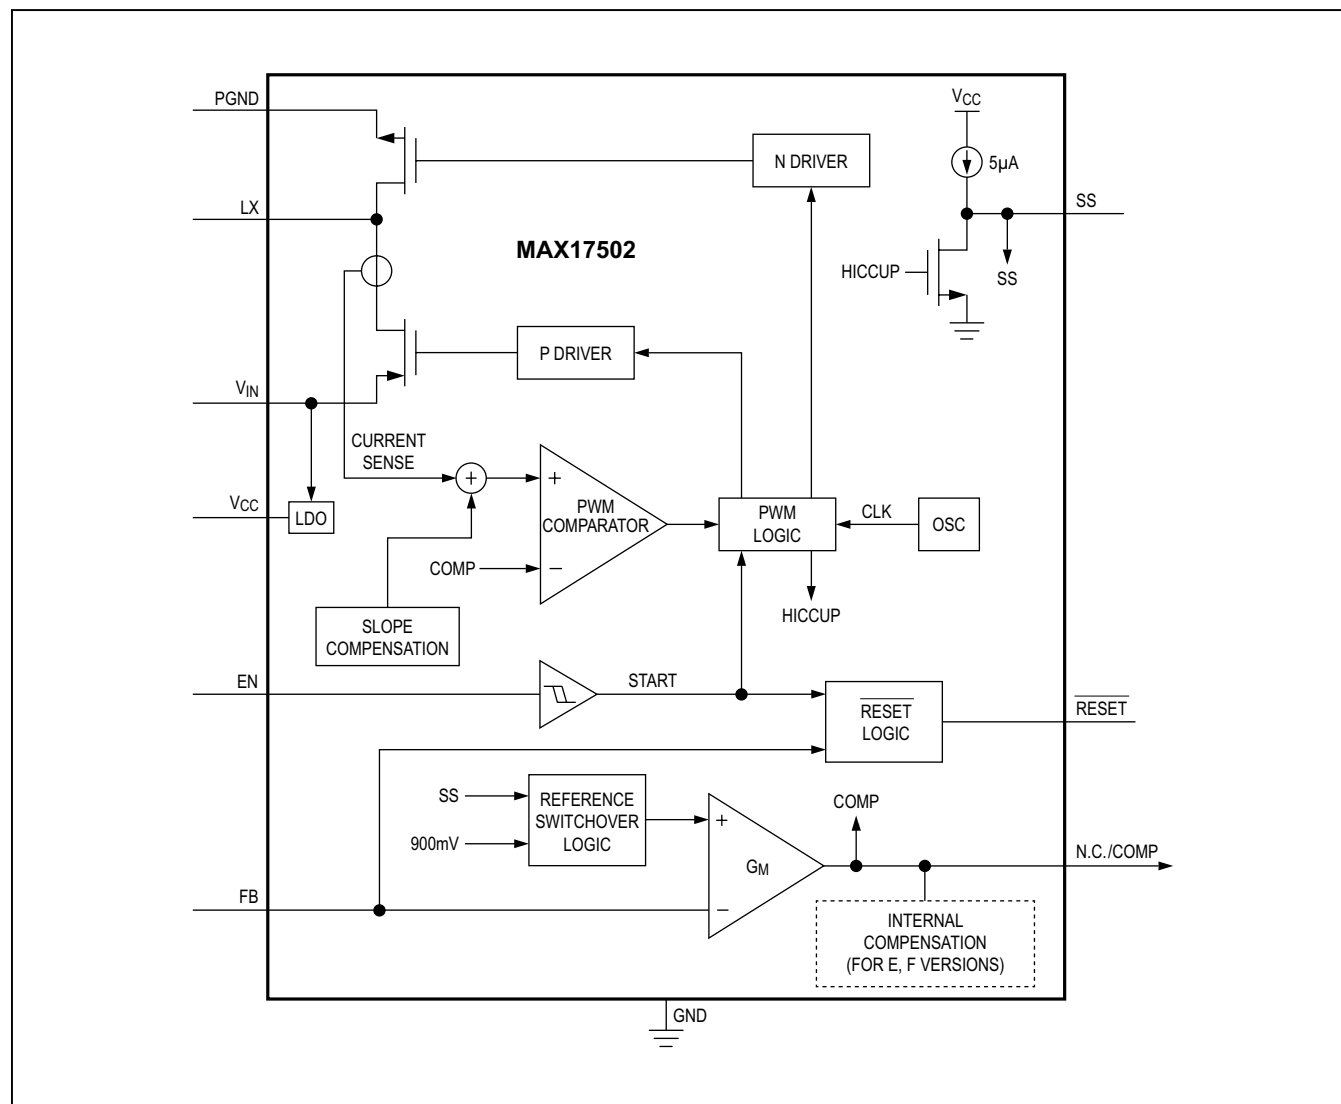 PGND
VCC
N DRIVER
5µA
LX
SS
MAX17502
HICCUP
SS
P DRIVER
VIN
CURRENT
SENSE
+
+
VCC
LDO
PWM
COMPARATOR
PWM
LOGIC
CLK
OSC
COMP
−
HICCUP
SLOPE
COMPENSATION
EN
START
RESET
LOGIC
RESET
SS
900mV
REFERENCE
SWITCHOVER
LOGIC
+
COMP
GM
N.C./COMP
FB
−
INTERNAL
COMPENSATION
(FOR E, F VERSIONS)
GND